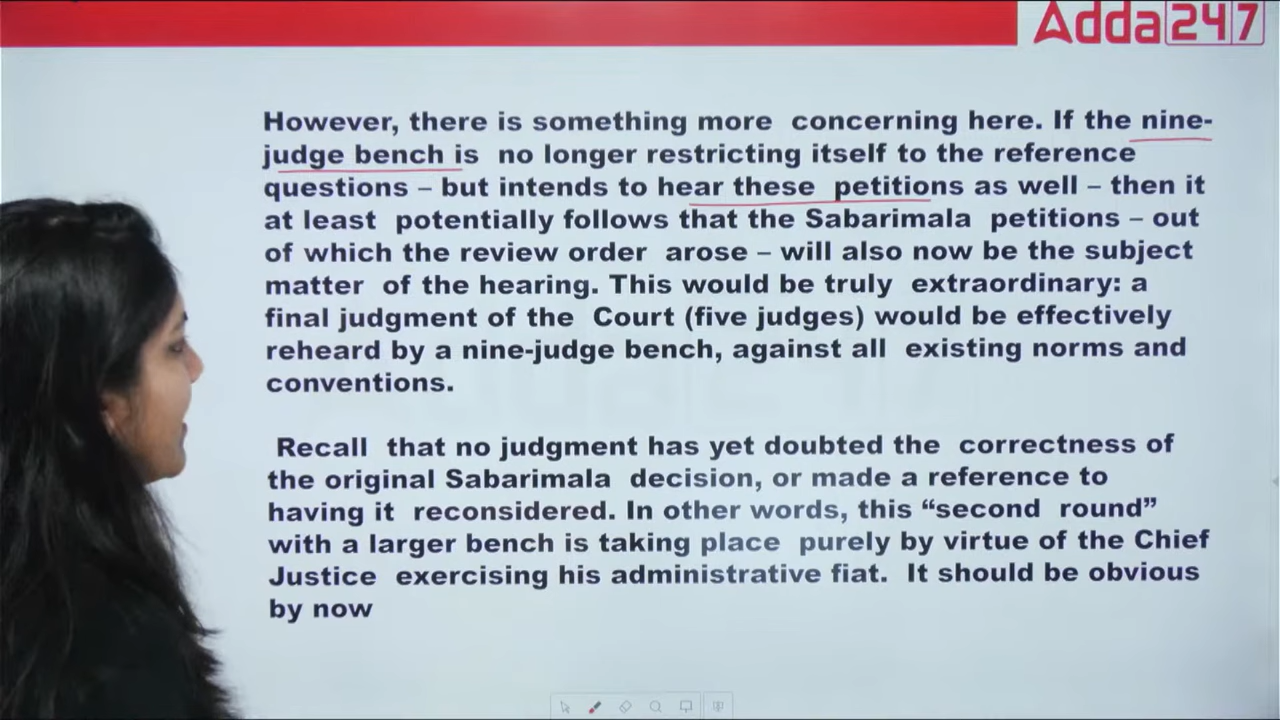 Adda247
However, there is something more concerning here. If the nine-
judge bench is no longer restricting itself to the reference
questions – but intends to hear these petitions as well – then it
at least potentially follows that the Sabarimala petitions – out
of which the review order arose – will also now be the subject
matter of the hearing. This would be truly extraordinary: a
final judgment of the Court (five judges) would be effectively
reheard by a nine-judge bench, against all existing norms and
conventions.
Recall that no judgment has yet doubted the correctness of
the original Sabarimala decision, or made a reference to
having it reconsidered. In other words, this “second round”
with a larger bench is taking place purely by virtue of the Chief
Justice exercising his administrative fiat. It should be obvious
by now